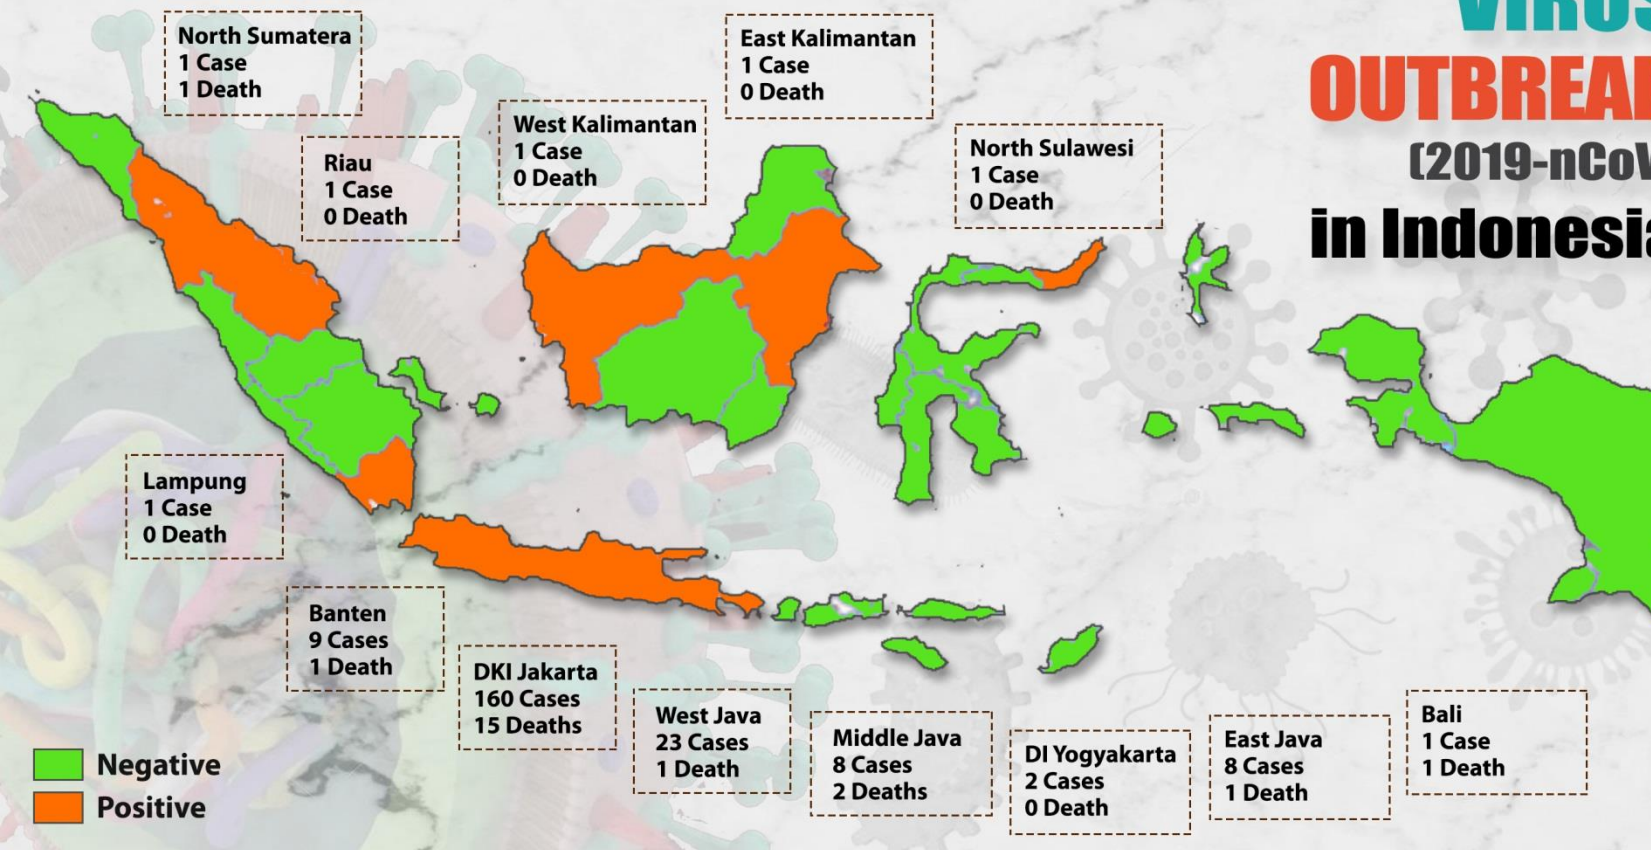 VIRUS
OUTBREAK
(2019-nCoV
in Indonesia
North Sumatera
1 Case
1 Death
Riau
1 Case
0 Death
West Kalimantan
1 Case
0 Death
East Kalimantan
1 Case
0 Death
North Sulawesi
1 Case
0 Death
Lampung
1 Case
0 Death
Banten
9 Cases
1 Death
DKI Jakarta
160 Cases
15 Deaths
West Java
23 Cases
1 Death
Middle Java
8 Cases
2 Deaths
DI Yogyakarta
2 Cases
0 Death
East Java
8 Cases
1 Death
Bali
1 Case
1 Death
Negative
Positive